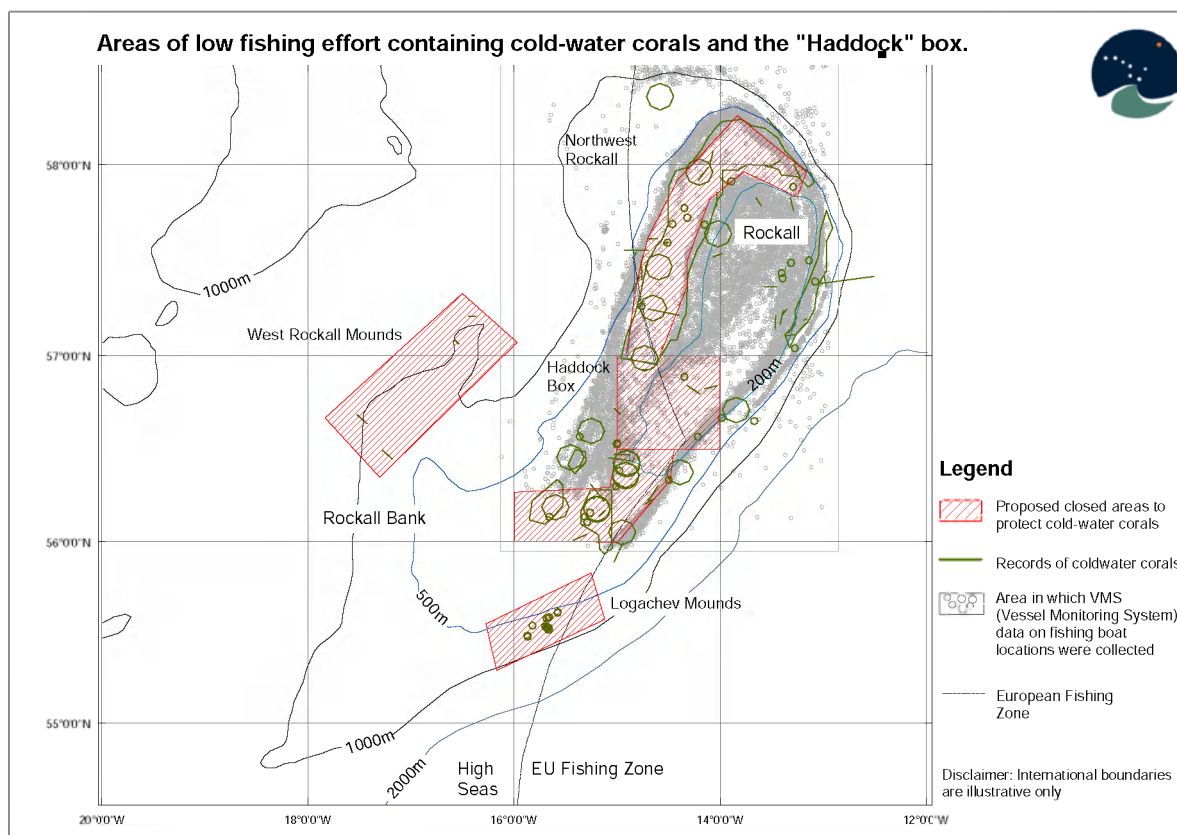 Areas of low fishing effort containing cold-water corals and the "Haddock" box.
58°0'0"N
57°0'0"N
56°0'0"N
55°0'0"N
Northwest
Rockall
Rockall
1000m
West Rockall Mounds
Haddock
Box
200m
Rockall Bank
500m
Logachev Mounds
1000m
2000m
High
Seas
EU Fishing Zone
20°0'0"W
18°0'0"W
16°0'0"W
14°0'0"W
12°0'0"W
Legend
Proposed closed areas to
protect cold-water corals
Records of coldwater corals
Area in which VMS
(Vessel Monitoring System)
data on fishing boat
locations were collected
European Fishing
Zone
Disclaimer: International boundaries
are illustrative only